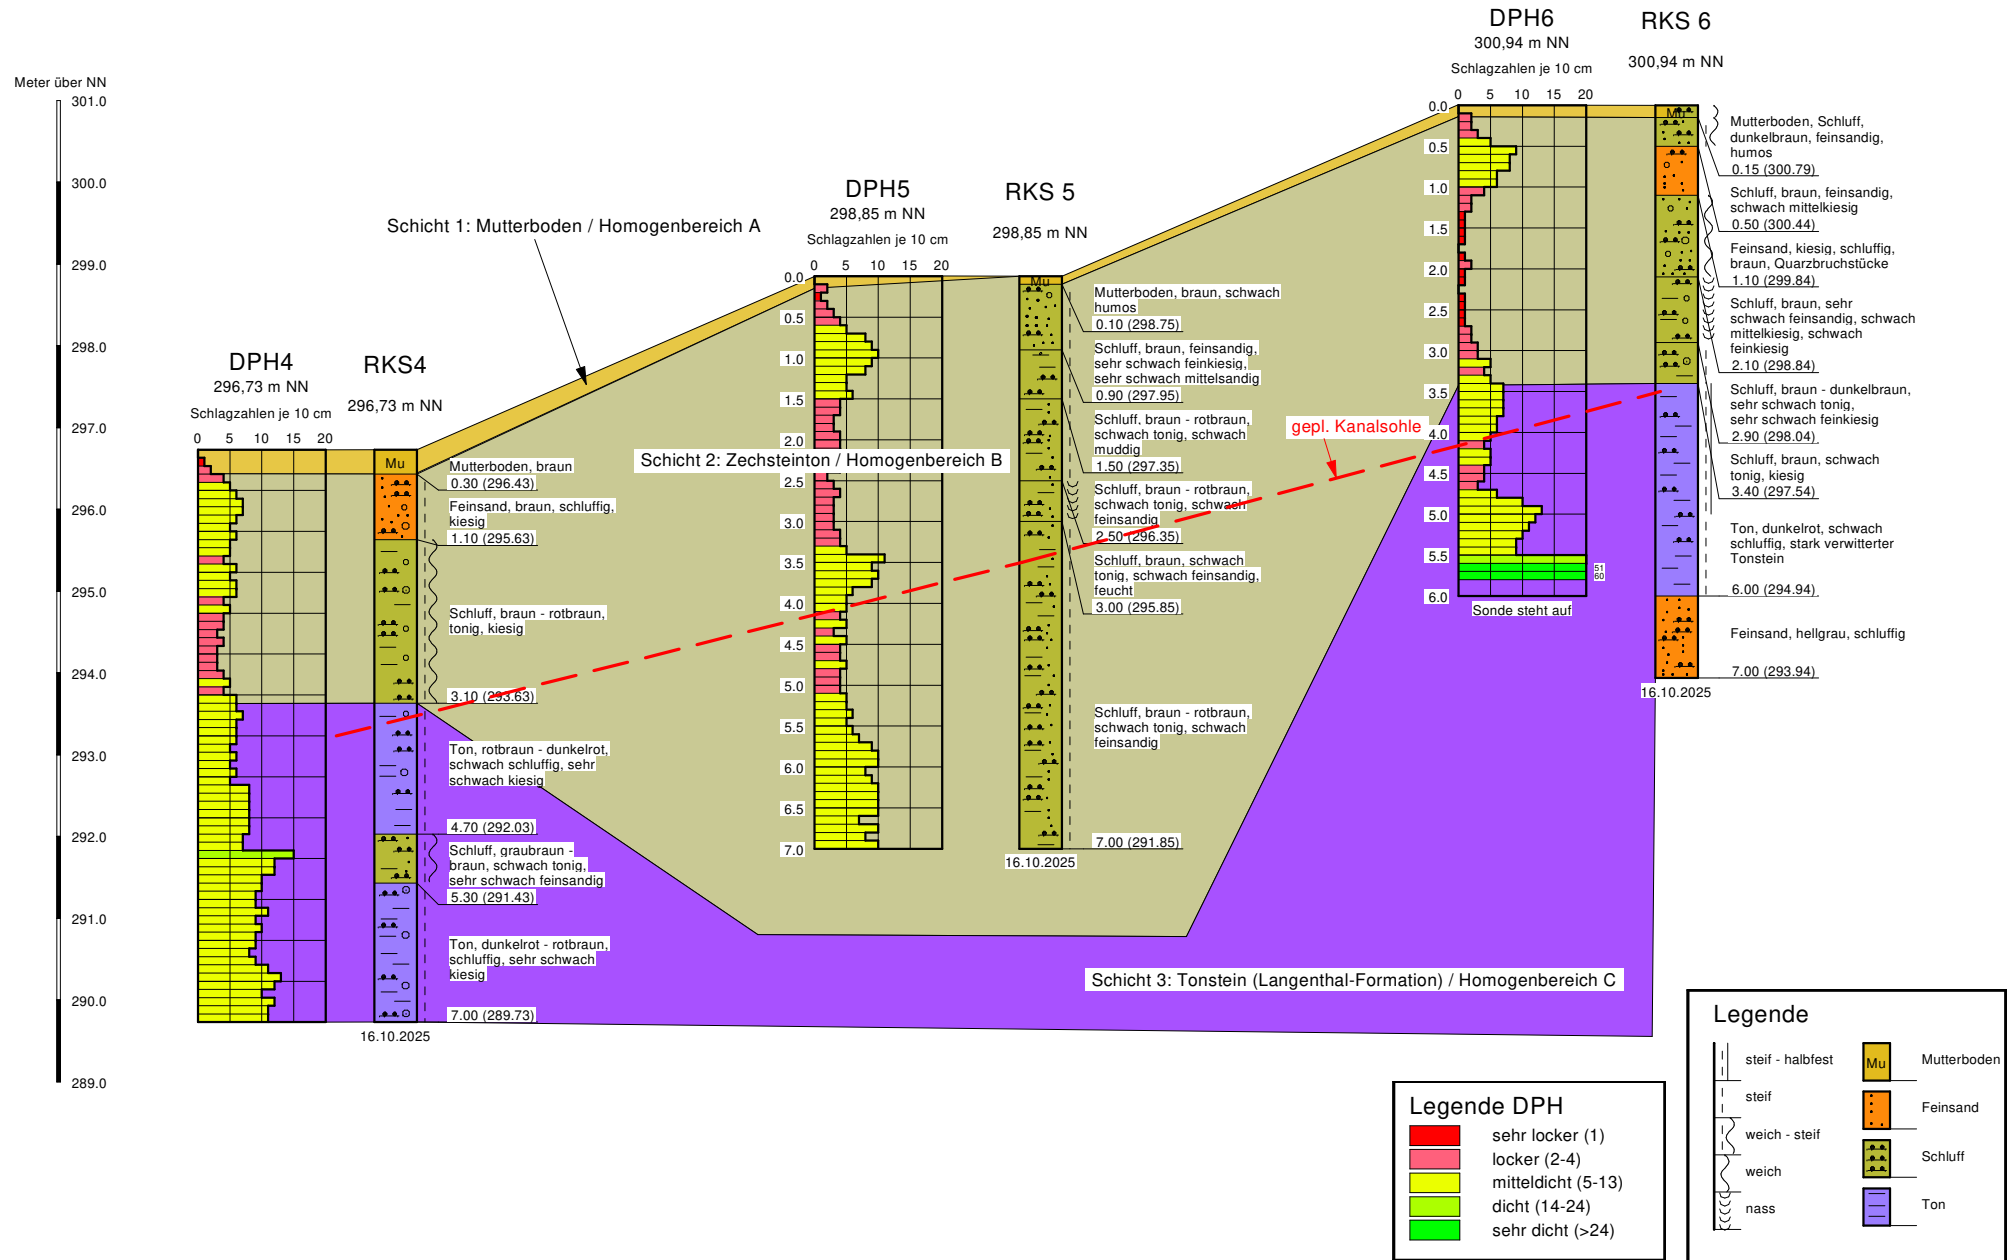 DPH6
300,94 m NN
Schlagzahlen je 10 cm
0 5 10 15 20
RKS 6
300,94 m NN
Meter über NN
301.0
300.0
299.0
298.0
297.0
296.0
295.0
294.0
293.0
292.0
291.0
290.0
289.0
Schicht 1: Mutterboden / Homogenbereich A
DPH4
296,73 m NN
Schlagzahlen je 10 cm
0 5 10 15 20
RKS4
296,73 m NN
Mu
Mutterboden, braun
0.30 (296.43)
Feinsand, braun, schluffig,
kiesig
1.10 (295.63)
Schluff, braun - rotbraun,
tonig, kiesig
3.10 (293.63)
Ton, rotbraun - dunkelrot,
schwach schluffig, sehr
schwach kiesig
4.70 (292.03)
Schluff, graubraun -
braun, schwach tonig,
sehr schwach feinsandig
5.30 (291.43)
Ton, dunkelrot - rotbraun,
schluffig, sehr schwach
kiesig
7.00 (289.73)
16.10.2025
DPH5
298,85 m NN
Schlagzahlen je 10 cm
0 5 10 15 20
0.0
0.5
1.0
1.5
2.0
2.5
3.0
3.5
4.0
4.5
5.0
5.5
6.0
6.5
7.0
Schicht 2: Zechsteinton / Homogenbereich B
RKS 5
298,85 m NN
Mu
Mutterboden, braun, schwach
humos
0.10 (298.75)
Schluff, braun, feinsandig,
sehr schwach feinkiesig,
sehr schwach mittelsandig
0.90 (297.95)
Schluff, braun - rotbraun,
schwach tonig, schwach
muddig
1.50 (297.35)
Schluff, braun - rotbraun,
schwach tonig, schwach
feinsandig
2.50 (296.35)
Schluff, braun, schwach
tonig, schwach feinsandig,
feucht
3.00 (295.85)
Schluff, braun - rotbraun,
schwach tonig, schwach
feinsandig
7.00 (291.85)
16.10.2025
gepl. Kanalsohle
0.0
0.5
1.0
1.5
2.0
2.5
3.0
3.5
4.0
4.5
5.0
5.5
6.0
51
60
Sonde steht auf
Mu
Mutterboden, Schluff,
dunkelbraun, feinsandig,
humos
0.15 (300.79)
Schluff, braun, feinsandig,
schwach mittelkiesig
0.50 (300.44)
Feinsand, kiesig, schluffig,
braun, Quarzbruchstücke
1.10 (299.84)
Schluff, braun, sehr
schwach feinsandig, schwach
mittelkiesig, schwach
feinkiesig
2.10 (298.84)
Schluff, braun - dunkelbraun,
sehr schwach tonig,
sehr schwach feinkiesig
2.90 (298.04)
Schluff, braun, schwach
tonig, kiesig
3.40 (297.54)
Ton, dunkelrot, schwach
schluffig, stark verwitterter
Tonstein
6.00 (294.94)
Feinsand, hellgrau, schluffig
7.00 (293.94)
16.10.2025
Schicht 3: Tonstein (Langenthal-Formation) / Homogenbereich C
Legende DPH
sehr locker (1)
locker (2-4)
mitteldicht (5-13)
dicht (14-24)
sehr dicht (>24)
Legende
steif - halbfest
steif
weich - steif
weich
nass
Mu
Mutterboden
Feinsand
Schluff
Ton